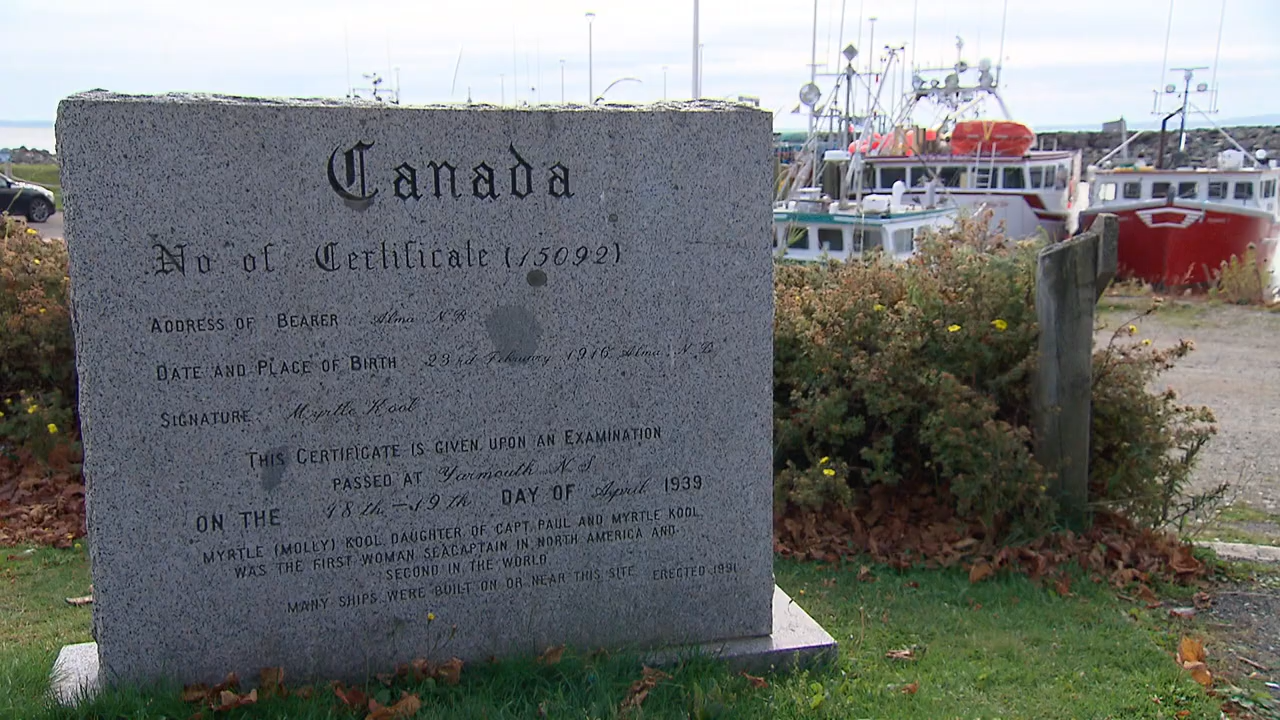 Canada
No of Certificate (15092)
ADDRESS OF BEARER Alma N B
DATE AND PLACE OF BIRTH 23rd February 1916 Alma N B
SIGNATURE Myrtle Kool
THIS CERTIFICATE IS GIVEN UPON AN EXAMINATION
PASSED AT Yarmouth N S
ON THE 18th-19th DAY OF April 1939
MYRTLE (MOLLY) KOOL DAUGHTER OF CAPT. PAUL AND MYRTLE KOOL
WAS THE FIRST WOMAN SEACAPTAIN IN NORTH AMERICA AND
SECOND IN THE WORLD
MANY SHIPS WERE BUILT ON OR NEAR THIS SITE ERECTED 1991